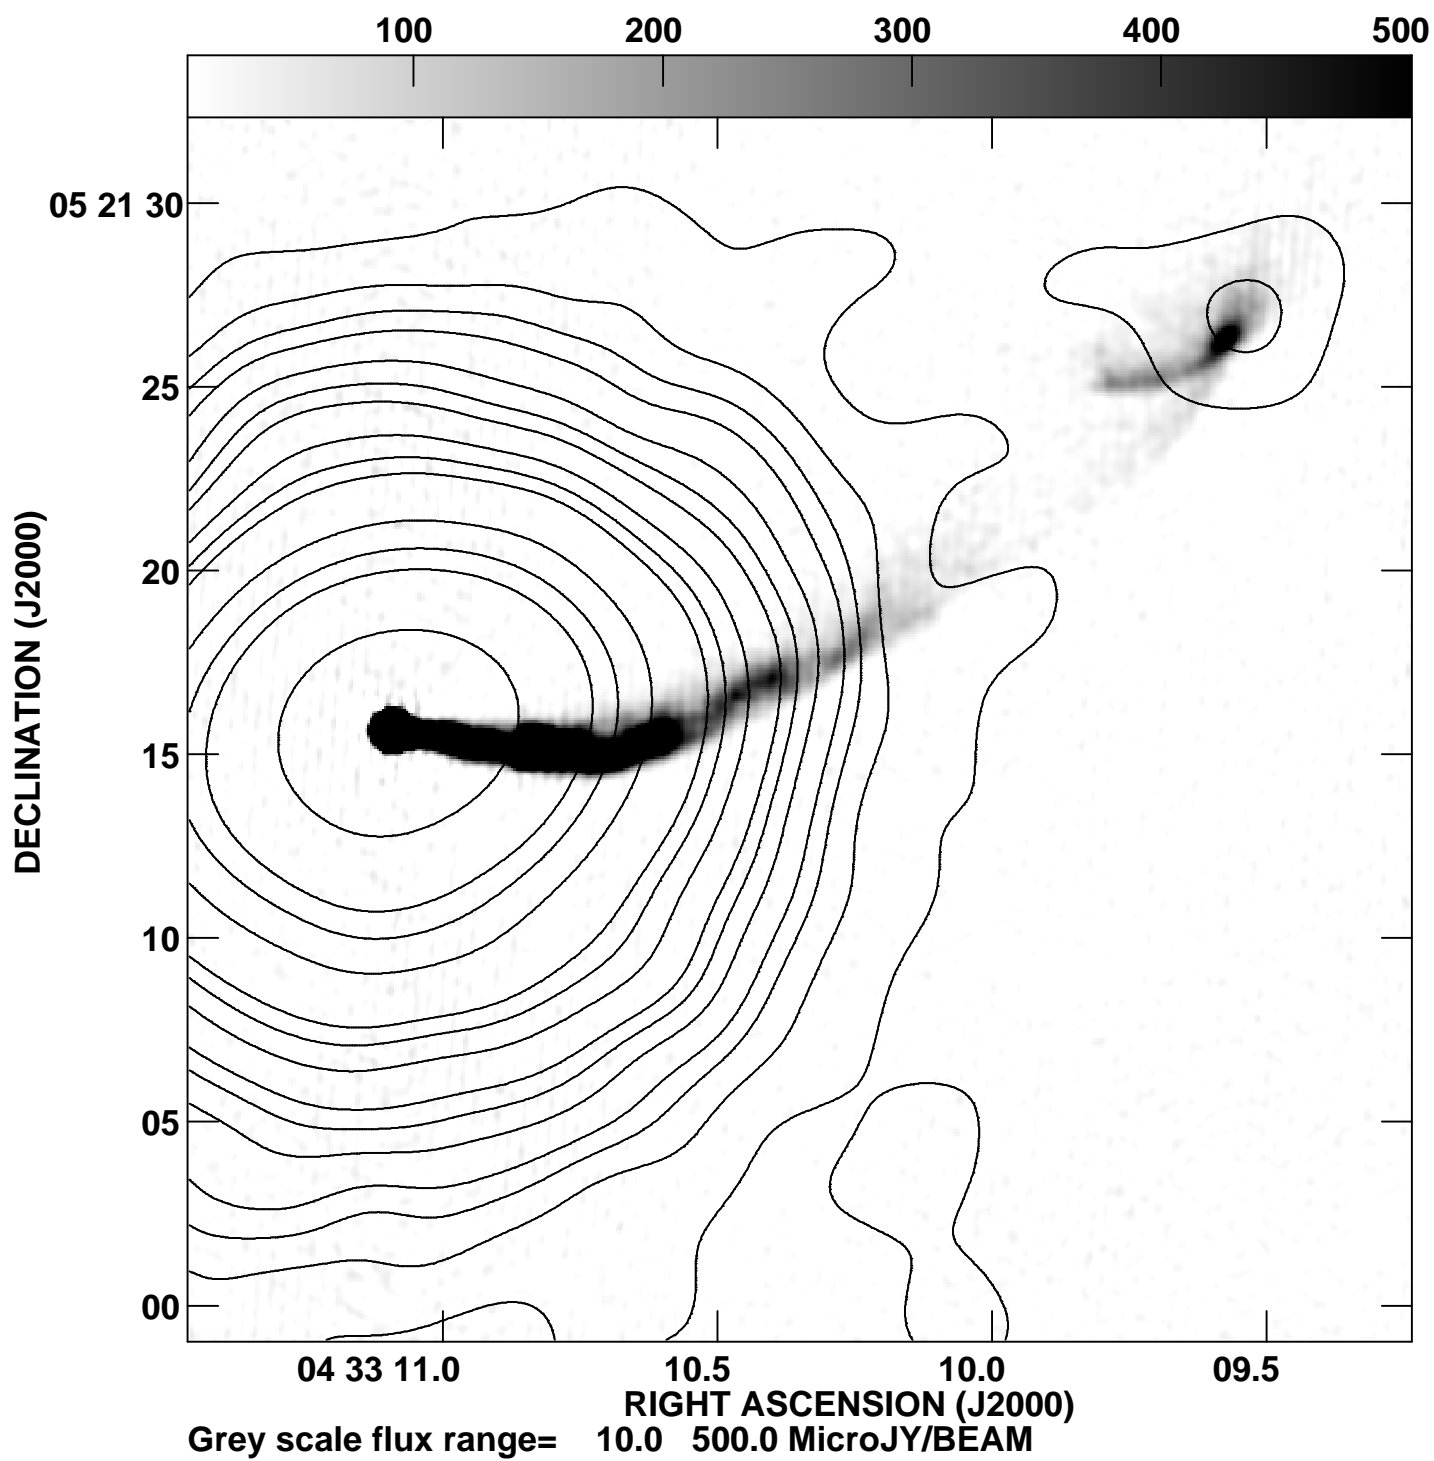 100 200 300 400 500
05 21 30
25
20
15
10
05
00
DECLINATION (J2000)
04 33 11.0 10.5 10.0 09.5
RIGHT ASCENSION (J2000)
Grey scale flux range= 10.0 500.0 MicroJY/BEAM